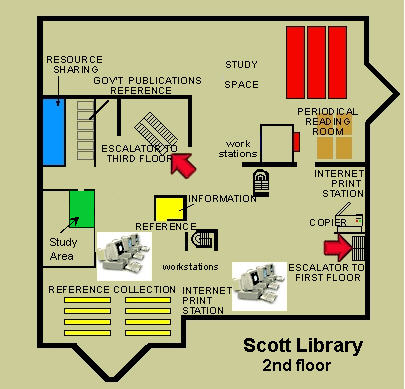 RESOURCE
SHARING
GOV'T PUBLICATIONS
REFERENCE
STUDY
SPACE
PERIODICAL
READING
ROOM
ESCALATOR TO
THIRD FLOOR
work
stations
INTERNET
PRINT
STATION
INFORMATION
REFERENCE
COPIER
Study
Area
workstations
ESCALATOR TO
FIRST FLOOR
REFERENCE COLLECTION
INTERNET
PRINT
STATION
Scott Library
2nd floor